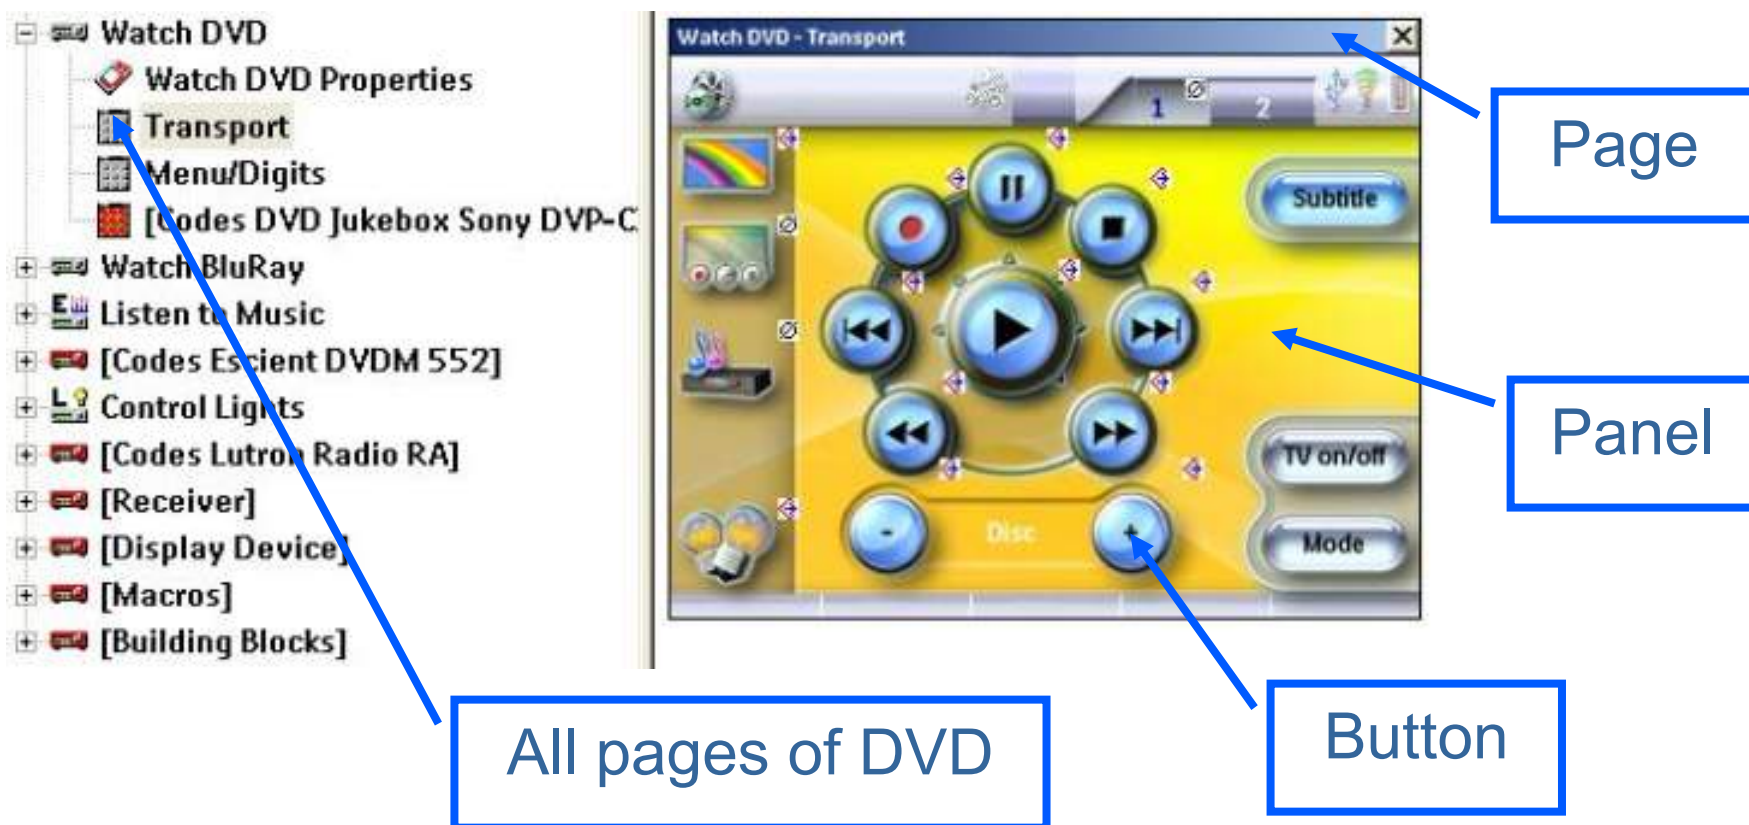 Watch DVD
Watch DVD Properties
Transport
Menu/Digits
[Codes DVD Jukebox Sony DVP-C
Watch BluRay
Listen to Music
[Codes Escient DVDM 552]
Control Lights
[Codes Lutron Radio RA]
[Receiver]
[Display Device]
[Macros]
[Building Blocks]
Watch DVD - Transport
1
2
Subtitle
TV on/off
- Disc +
Mode
Page
Panel
All pages of DVD
Button